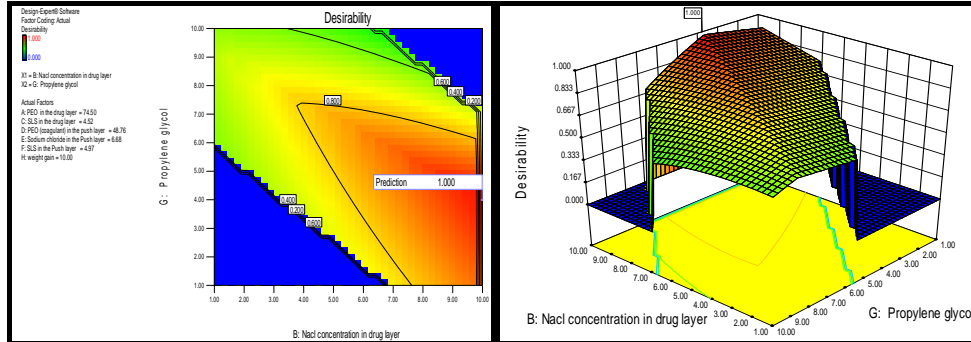 Design-Expert® Software
Factor Coding: Actual
Desirability
1.000
0.000
X1 = B: Nacl concentration in drug layer
X2 = G: Propylene glycol
Actual Factors
A: PEO in the drug layer = 74.50
C: SLS in the drug layer = 4.52
D: PEO (coagulant) in the push layer = 48.76
E: Sodium chloride in the Push layer = 6.68
F: SLS in the Push layer = 4.97
H: weight gain = 10.00
Desirability
G: Propylene glycol
10.00
9.00
8.00
7.00
6.00
5.00
4.00
3.00
2.00
1.00
0.600
0.400
0.200
0.800
Prediction 1.000
0.400
0.200
0.600
1.00 2.00 3.00 4.00 5.00 6.00 7.00 8.00 9.00 10.00
B: Nacl concentration in drug layer
1.000
Desirability
1.000
0.833
0.667
0.500
0.333
0.167
0.000
10.00
9.00
8.00
7.00
6.00
5.00
4.00
3.00
2.00
1.00
B: Nacl concentration in drug layer
1.00
2.00
3.00
4.00
5.00
6.00
7.00
8.00
9.00
10.00
G: Propylene glyco